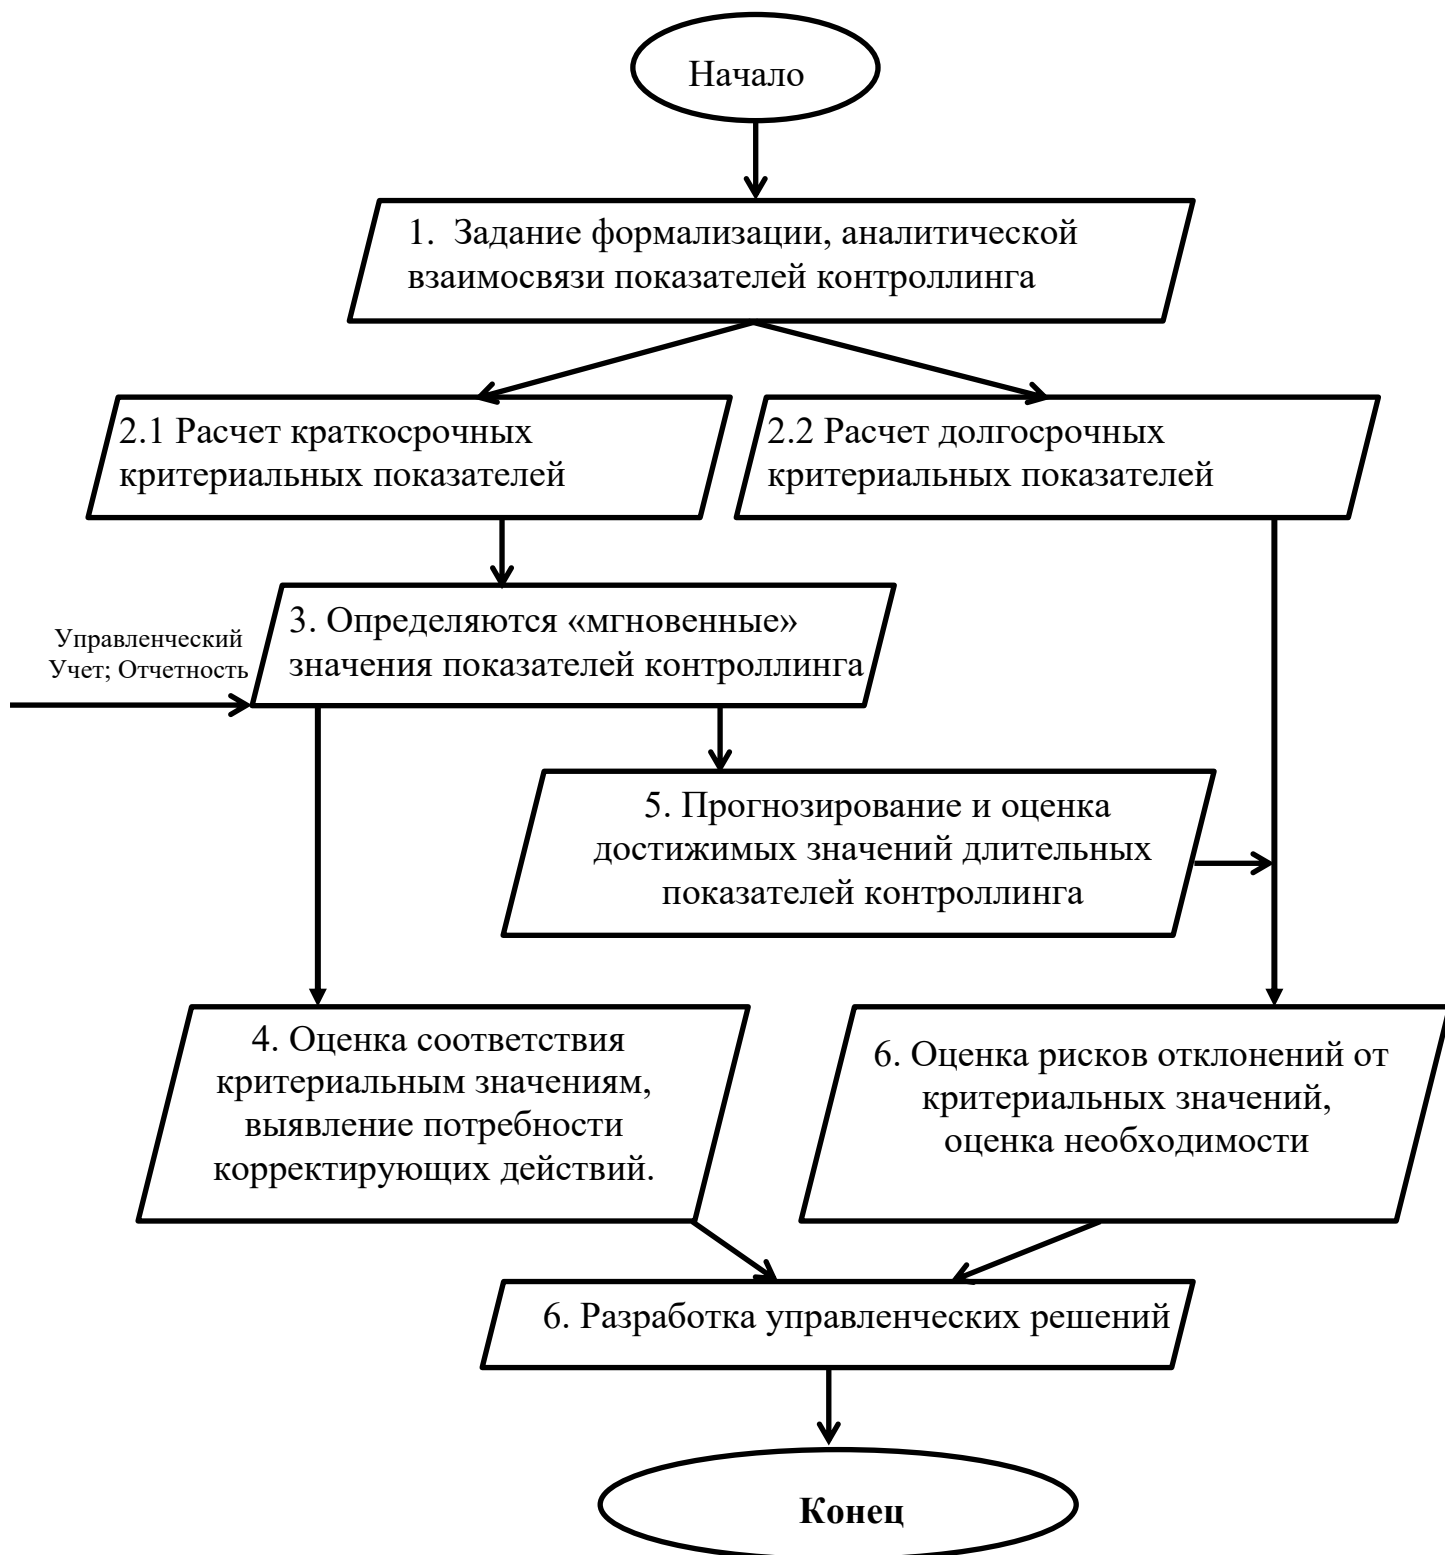 Начало
1. Задание формализации, аналитической
взаимосвязи показателей контроллинга
2.1 Расчет краткосрочных
критериальных показателей
2.2 Расчет долгосрочных
критериальных показателей
3. Определяются «мгновенные»
значения показателей контроллинга
Управленческий
Учет; Отчетность
5. Прогнозирование и оценка
достижимых значений длительных
показателей контроллинга
4. Оценка соответствия
критериальным значениям,
выявление потребности
корректирующих действий.
6. Оценка рисков отклонений от
критериальных значений,
оценка необходимости
6. Разработка управленческих решений
Конец